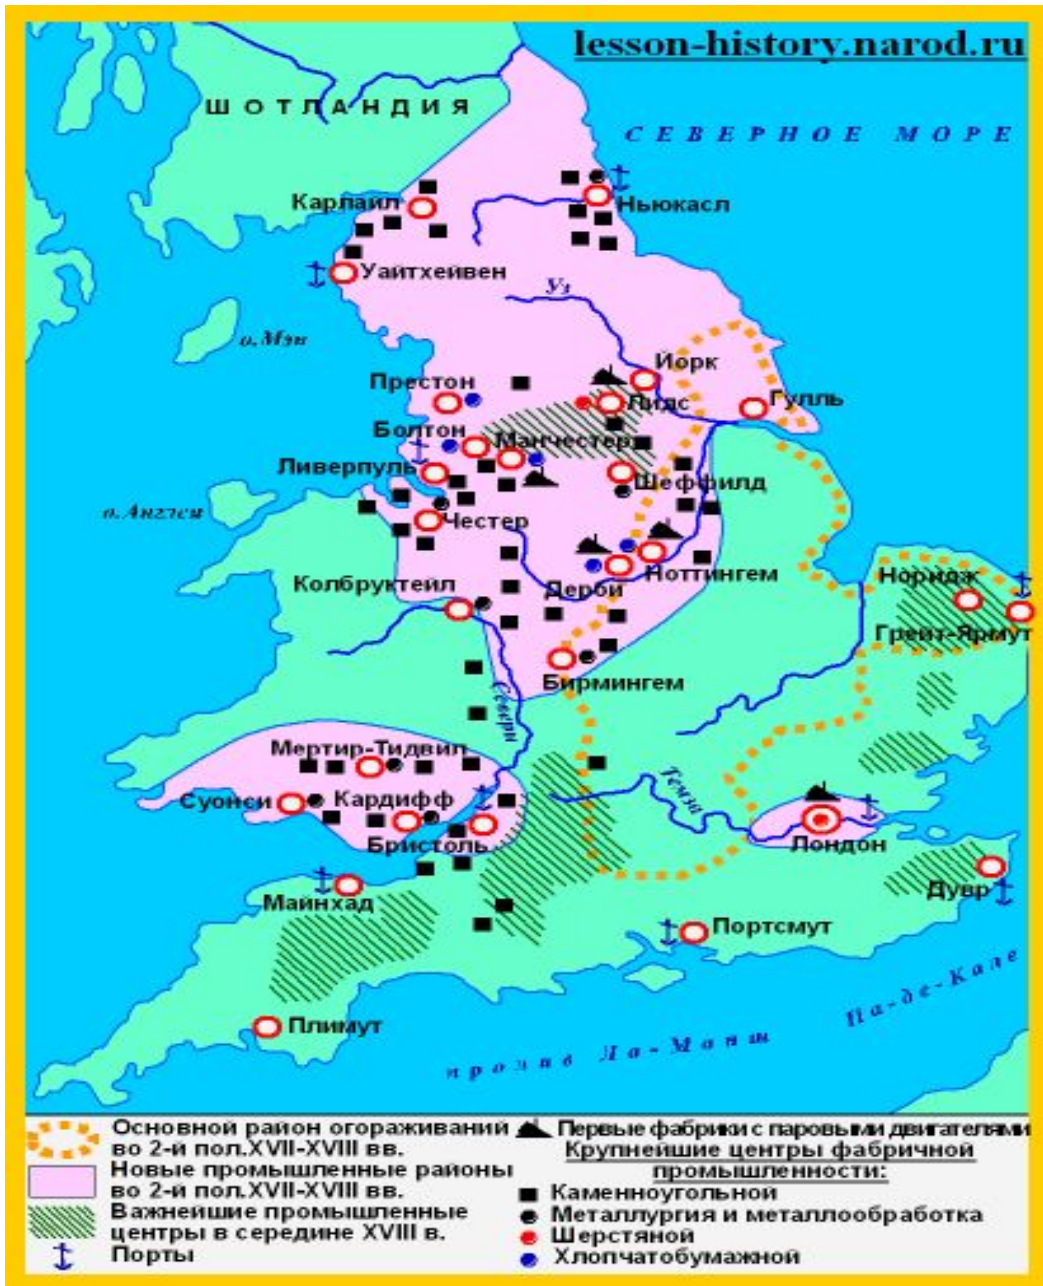 lesson-history.narod.ru
ШОТЛАНДИЯ
СЕВЕРНОЕ МОРЕ
Карлайл
Ньюкасл
Уайтхейвен
Уз
о.Мэн
Йорк
Престон
Лидс
Гулль
Болтон
Манчестер
Ливерпуль
Шеффилд
о.Англси
Честер
Колбруктейл
Дерби
Ноттингем
Норидж
Грейт-Ярмут
Бирмингем
Северн
Мертир-Тидвил
Темза
Суонси
Кардифф
Бристоль
Лондон
Майнхад
Дувр
Портсмут
Па-де-Кале
Плимут
пролив Ла-Манш
Основной район огораживаний
во 2-й пол.XVII-XVIII вв.
Новые промышленные районы
во 2-й пол.XVII-XVIII вв.
Важнейшие промышленные
центры в середине XVIII в.
Порты
Первые фабрики с паровыми двигателями
Крупнейшие центры фабричной
промышленности:
Каменноугольной
Металлургия и металлообработка
Шерстяной
Хлопчатобумажной